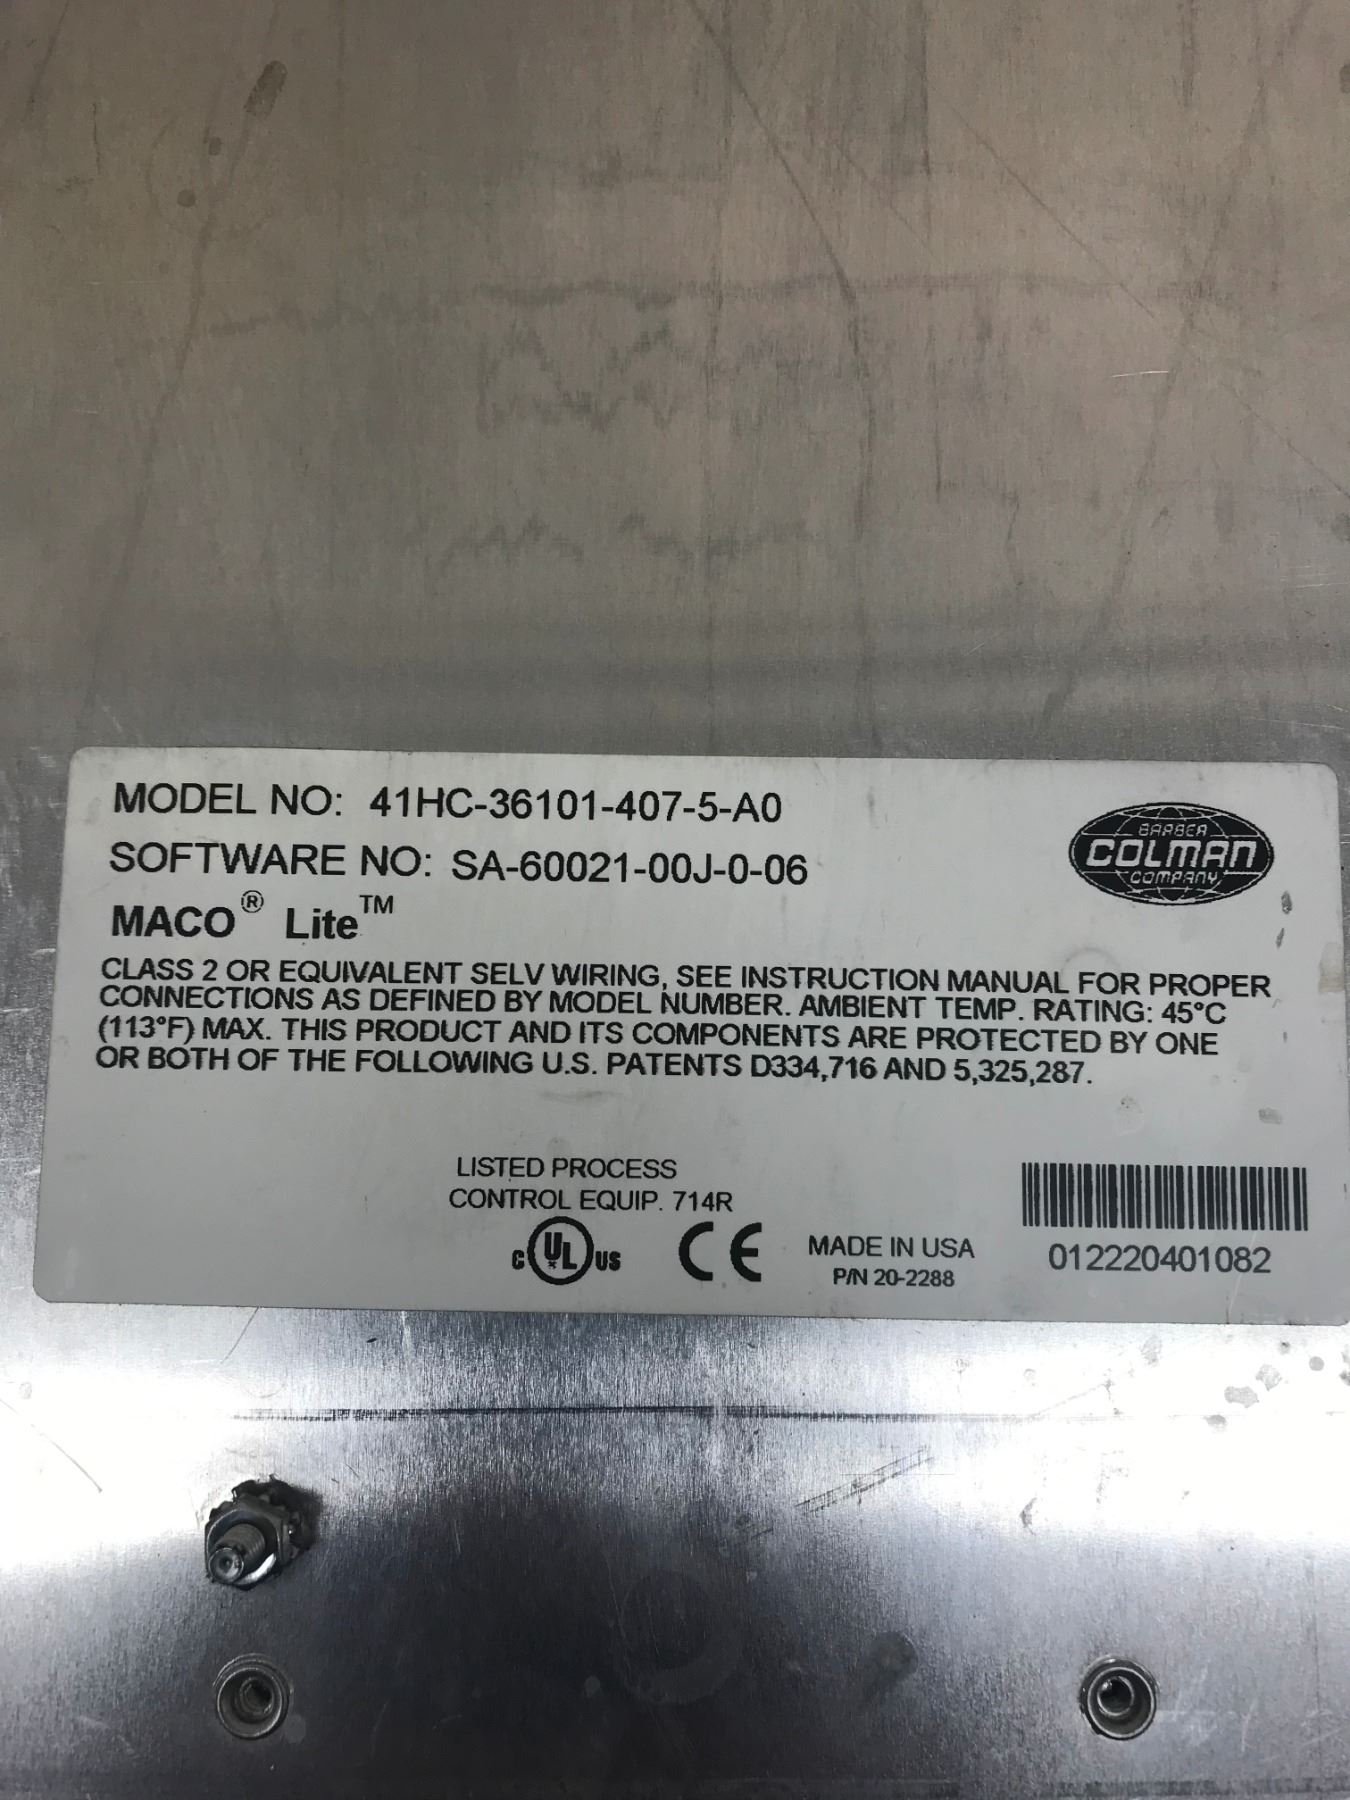 MODEL NO: 41HC-36101-407-5-A0
SOFTWARE NO: SA-60021-00J-0-06
MACO® Lite™
BARBER
COLMAN
COMPANY
CLASS 2 OR EQUIVALENT SELV WIRING, SEE INSTRUCTION MANUAL FOR PROPER
CONNECTIONS AS DEFINED BY MODEL NUMBER. AMBIENT TEMP. RATING: 45°C
(113°F) MAX. THIS PRODUCT AND ITS COMPONENTS ARE PROTECTED BY ONE
OR BOTH OF THE FOLLOWING U.S. PATENTS D334,716 AND 5,325,287.
LISTED PROCESS
CONTROL EQUIP. 714R
C UL US CE
MADE IN USA
P/N 20-2288
012220401082